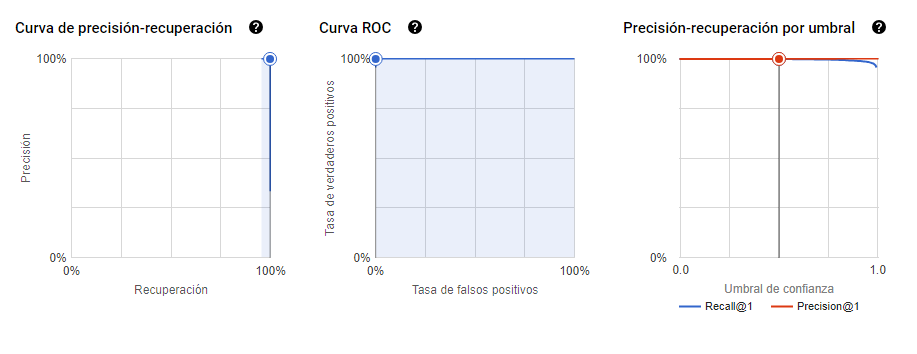 Curva de precisión-recuperación ?
Curva ROC ?
Precisión-recuperación por umbral ?
Precisión
100%
0%
0%
100%
Recuperación
Tasa de verdaderos positivos
100%
0%
0%
100%
Tasa de falsos positivos
100%
0%
0.0
1.0
Umbral de confianza
Recall@1
Precision@1